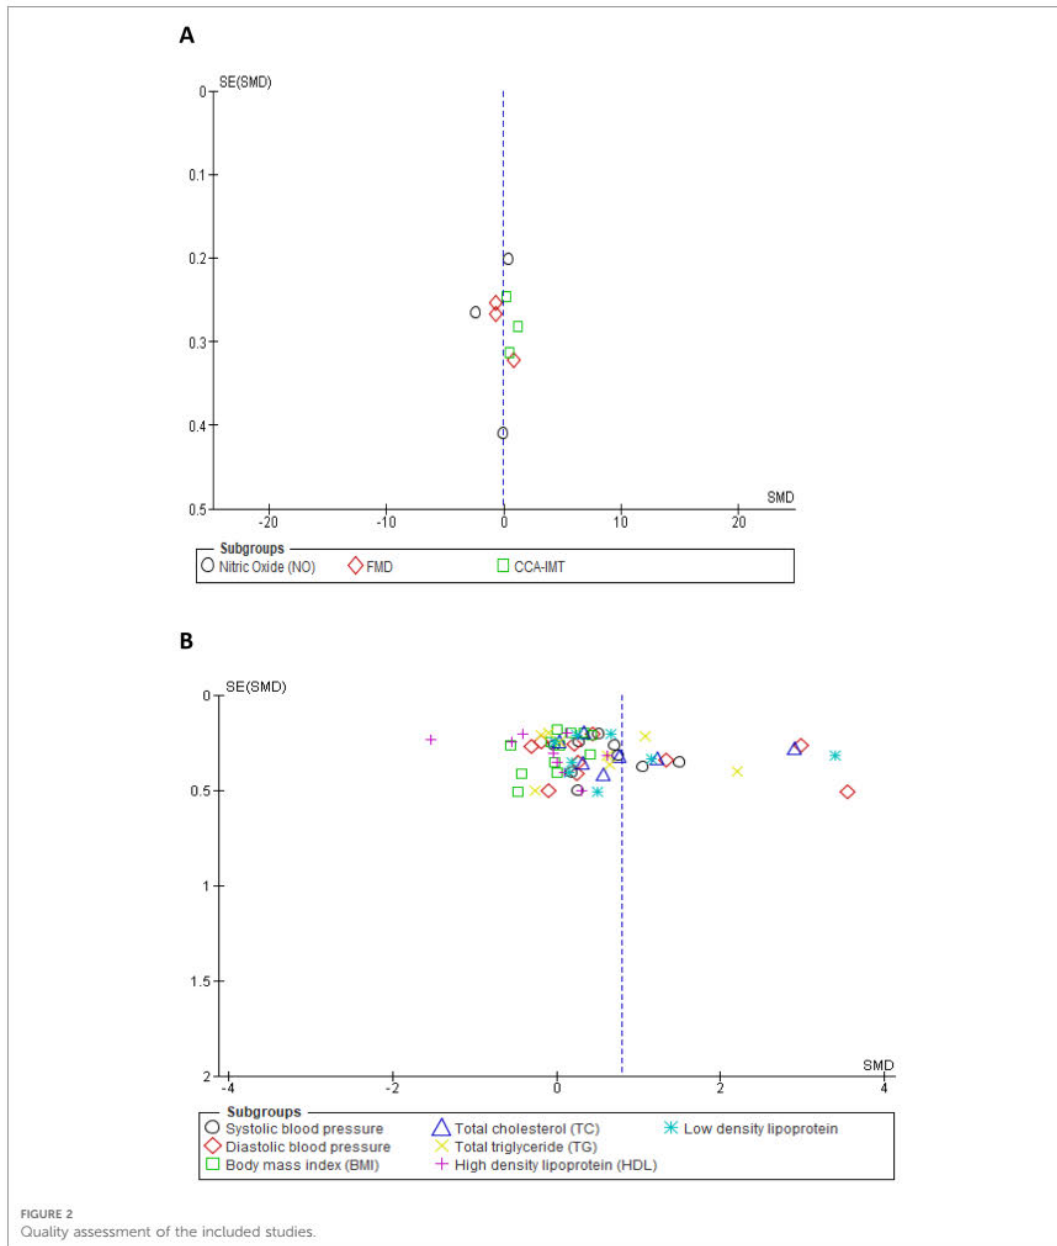 A
SE(SMD)
0
0.1
0.2
0.3
0.4
0.5
SMD
-20 -10 0 10 20
Subgroups
Nitric Oxide (NO) FMD CCA-IMT
B
SE(SMD)
0
0.5
1
1.5
2
SMD
-4 -2 0 2 4
Subgroups
Systolic blood pressure Total cholesterol (TC) Low density lipoprotein
Diastolic blood pressure Total triglyceride (TG)
Body mass index (BMI) High density lipoprotein (HDL)
FIGURE 2
Quality assessment of the included studies.